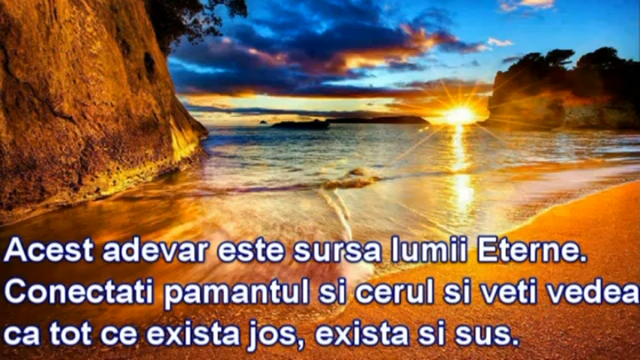 Acest adevar este sursa lumii Eterne.
Conectati pamantul si cerul si veti vedea
ca tot ce exista jos, exista si sus.